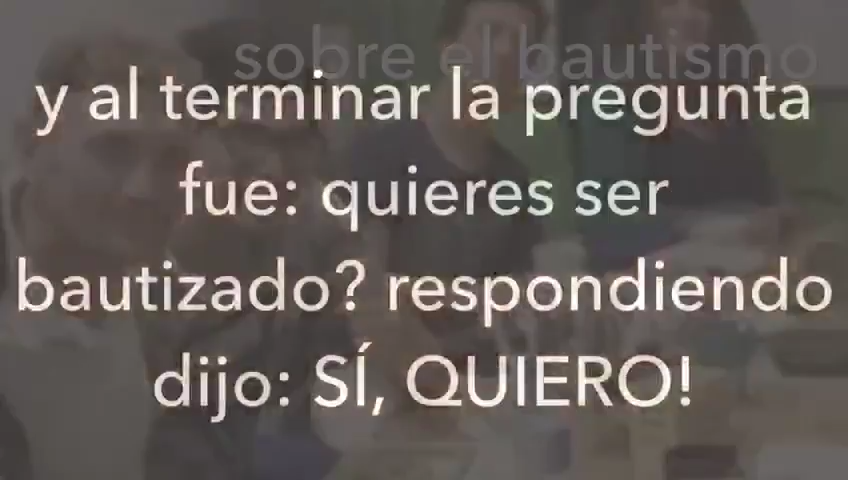 sobre el bautismo
y al terminar la pregunta
fue: quieres ser
bautizado? respondiendo
dijo: SÍ, QUIERO!